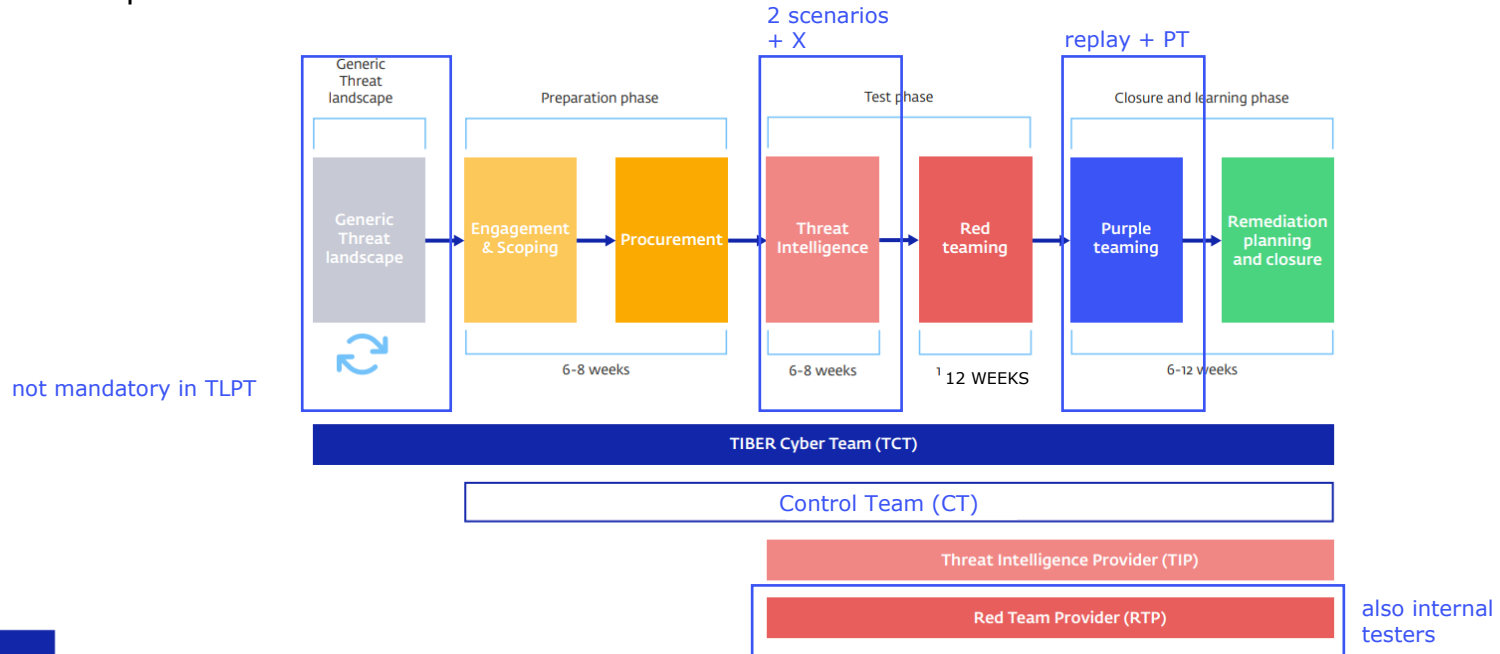 2 scenarios
+ X
replay + PT
Generic
Threat
landscape
Preparation phase
Test phase
Closure and learning phase
Generic
Threat
landscape
Engagement
& Scoping
Procurement
Threat
Intelligence
Red
teaming
Purple
teaming
Remediation
planning
and closure
6-8 weeks
6-8 weeks
1 12 WEEKS
6-12 weeks
not mandatory in TLPT
TIBER Cyber Team (TCT)
Control Team (CT)
Threat Intelligence Provider (TIP)
Red Team Provider (RTP)
also internal
testers